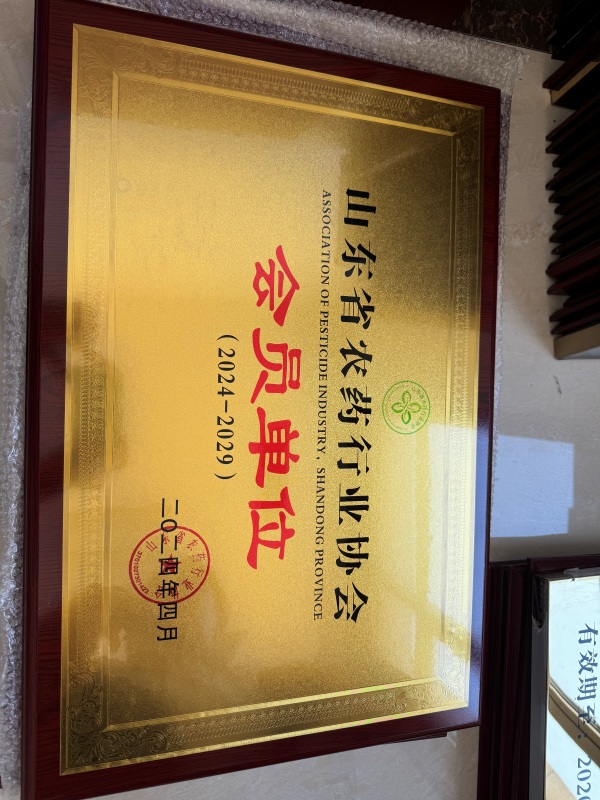 山东省农药行业协会
ASSOCIATION OF PESTICIDE INDUSTRY, SHANDONG PROVINCE
会员单位
(2024-2029)
二〇二四年四月
有效期至: 202